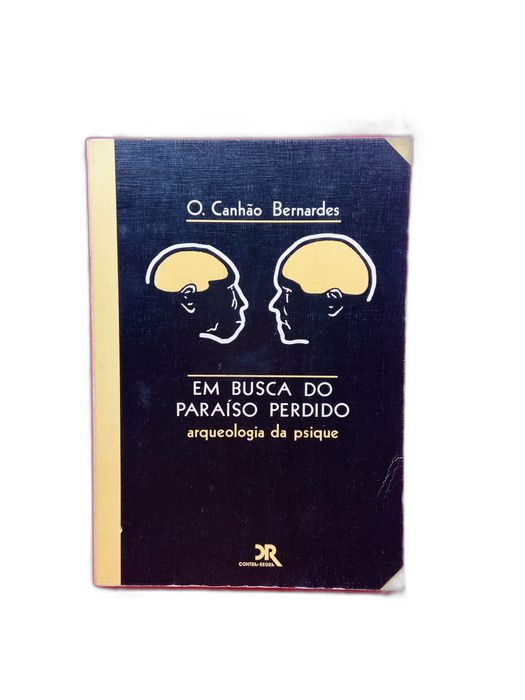 O. Canhão Bernardes
EM BUSCA DO
PARAÍSO PERDIDO
arqueologia da psique
CR
CONTRA-REGRA